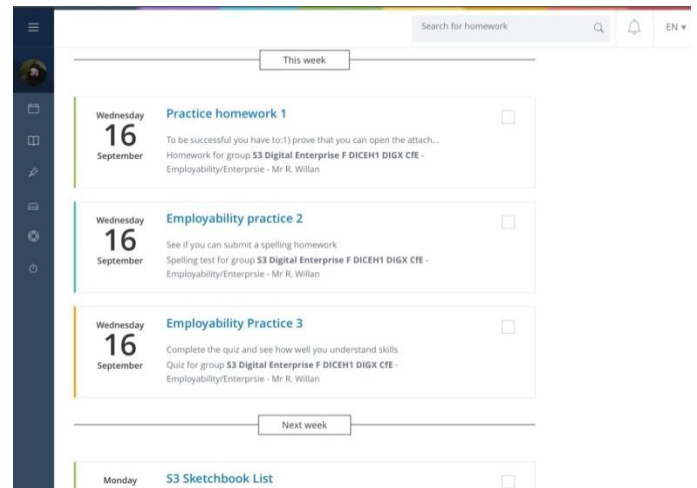 Search for homework
EN
This week
Wednesday
16
September
Practice homework 1
To be successful you have to:1) prove that you can open the attach...
Homework for group S3 Digital Enterprise F DICEH1 DIGX CfE -
Employability/Enterprsie - Mr R. Willan
Wednesday
16
September
Employability practice 2
See if you can submit a spelling homework
Spelling test for group S3 Digital Enterprise F DICEH1 DIGX CfE -
Employability/Enterprsie - Mr R. Willan
Wednesday
16
September
Employability Practice 3
Complete the quiz and see how well you understand skills
Quiz for group S3 Digital Enterprise F DICEH1 DIGX CfE -
Employability/Enterprsie - Mr R. Willan
Next week
Monday
S3 Sketchbook List